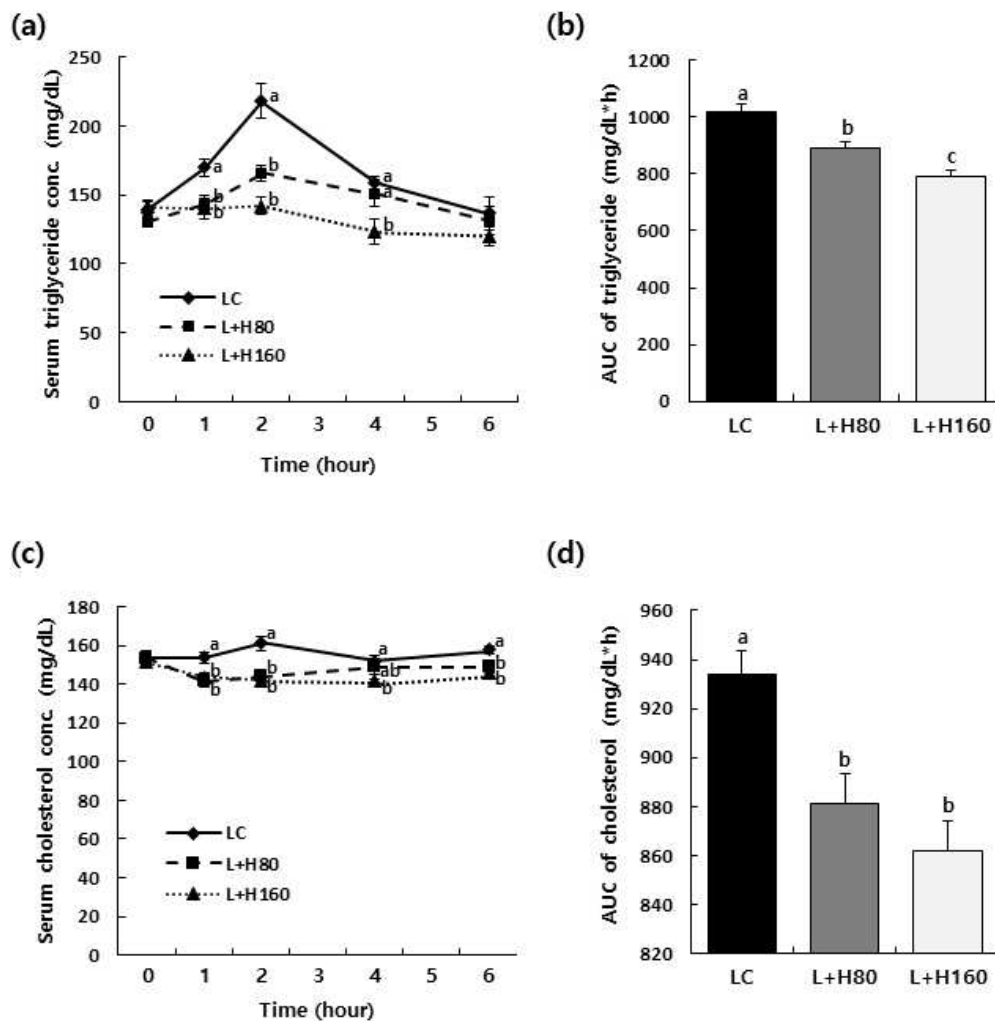 (a)
Serum triglyceride conc. (mg/dL)
250
200
150
100
50
0
a
a
b
b
b
b
a
a
b
LC
L+H80
L+H160
0 1 2 4 5 6
Time (hour)
(b)
AUC of triglyceride (mg/dL*h)
1200
1000
800
600
400
200
0
a
b
c
LC L+H80 L+H160
(c)
Serum cholesterol conc. (mg/dL)
180
160
140
120
100
80
60
40
20
0
a
a
a
a
b
b
b
b
ab
b
b
b
LC
L+H80
L+H160
0 1 2 4 5 6
Time (hour)
(d)
AUC of cholesterol (mg/dL*h)
960
940
920
900
880
860
840
820
a
b
b
LC L+H80 L+H160